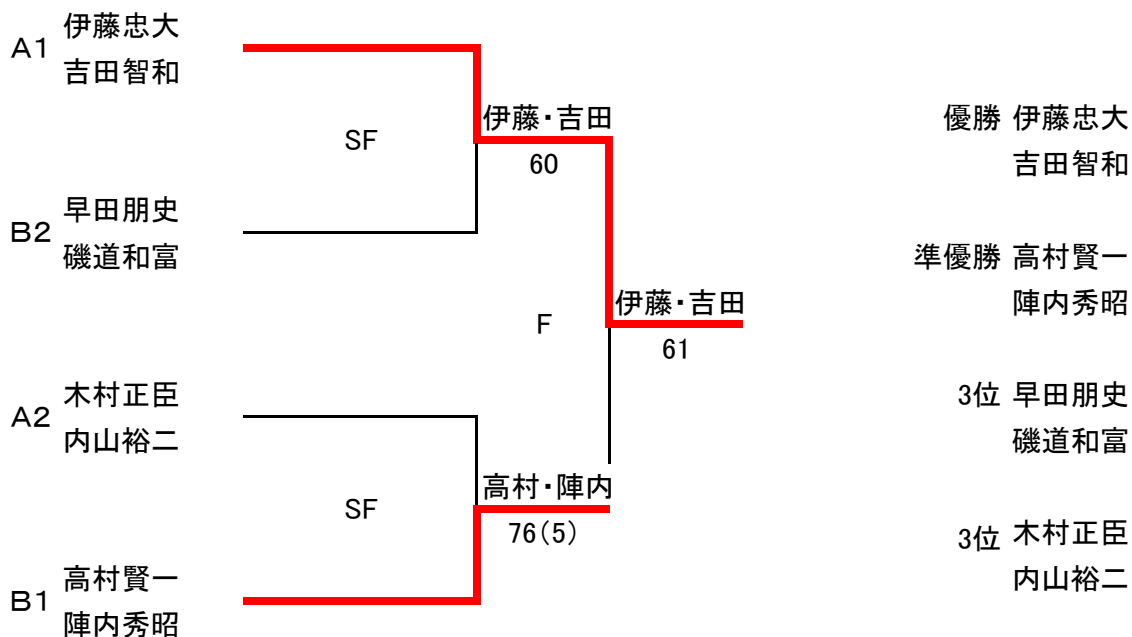 A1
伊藤忠大
吉田智和
SF
伊藤・吉田
60
B2
早田朋史
磯道和富
F
伊藤・吉田
61
A2
木村正臣
内山裕二
SF
高村・陣内
76(5)
B1
高村賢一
陣内秀昭
優勝 伊藤忠大
吉田智和
準優勝 高村賢一
陣内秀昭
3位 早田朋史
磯道和富
3位 木村正臣
内山裕二